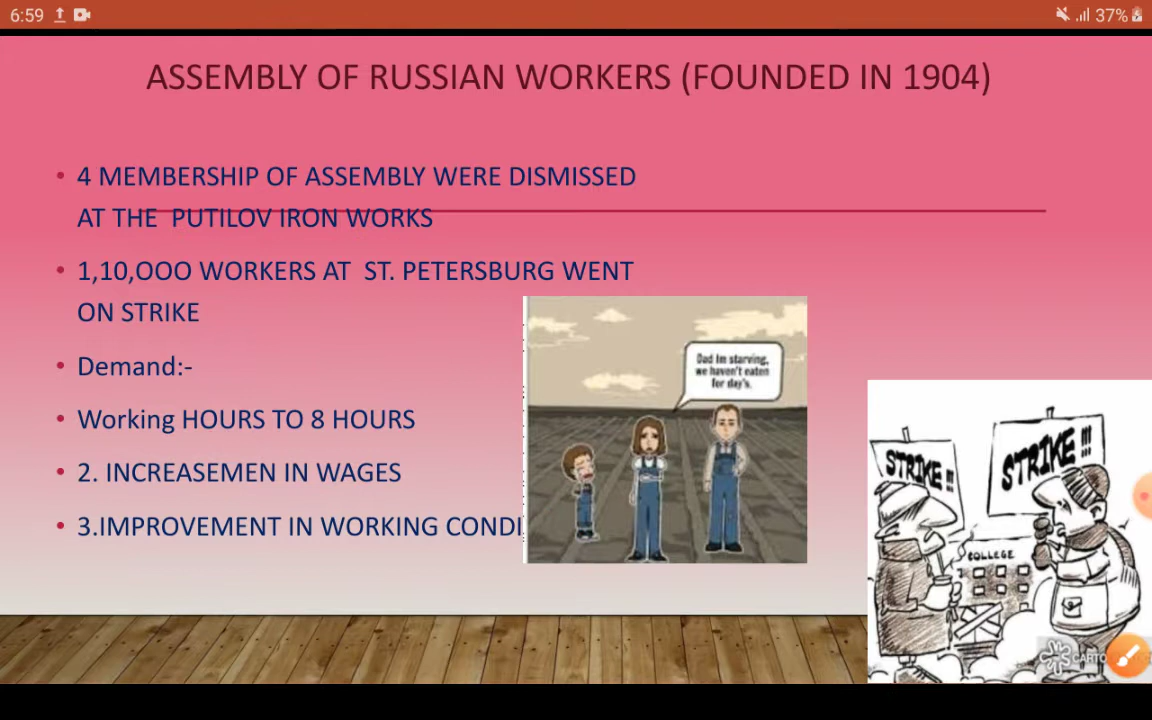 6:59
37%
ASSEMBLY OF RUSSIAN WORKERS (FOUNDED IN 1904)
• 4 MEMBERSHIP OF ASSEMBLY WERE DISMISSED
AT THE PUTILOV IRON WORKS
• 1,10,OOO WORKERS AT ST. PETERSBURG WENT
ON STRIKE
• Demand:-
• Working HOURS TO 8 HOURS
• 2. INCREASEMEN IN WAGES
• 3.IMPROVEMENT IN WORKING CONDI
Dad Im starving,
we haven't eaten
for day's.
STRIKE!!
STRIKE!!!
COLLEGE